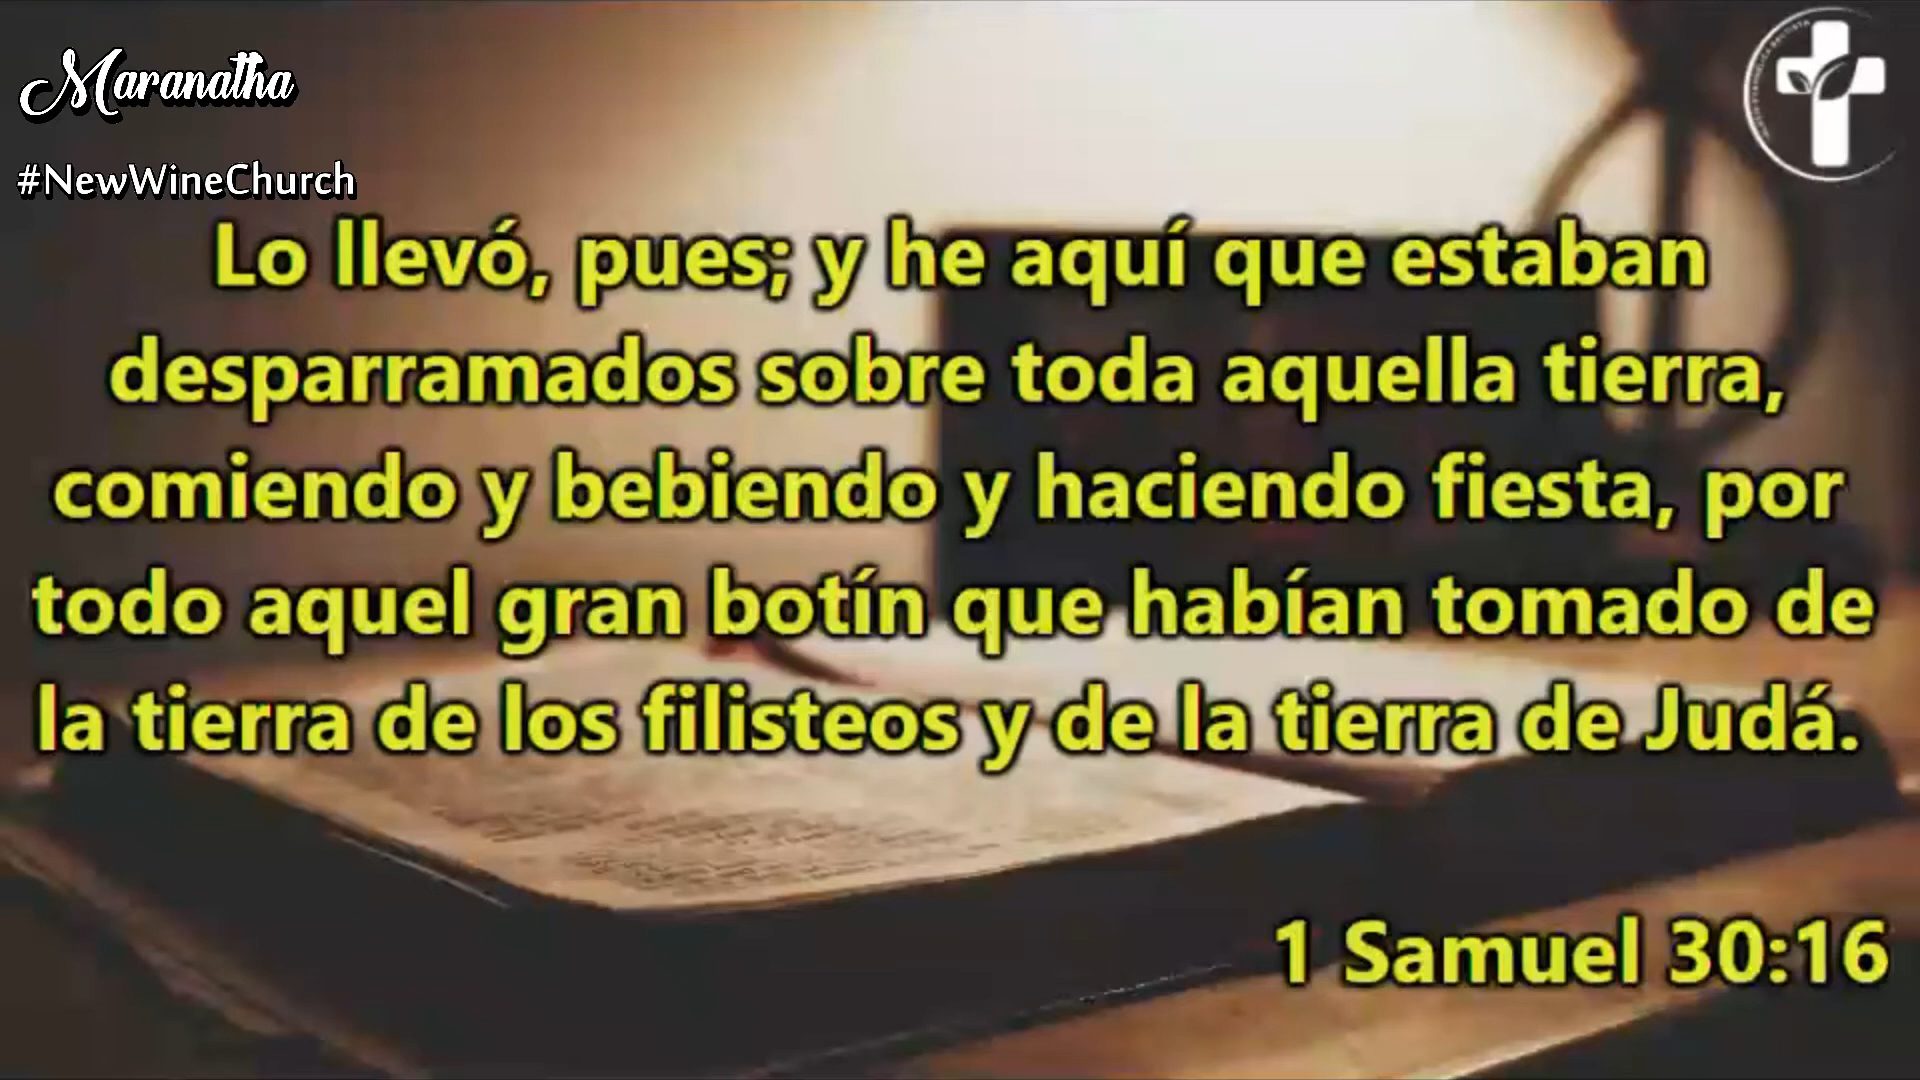 Maranatha
#NewWineChurch
Lo llevó, pues; y he aquí que estaban
desparramados sobre toda aquella tierra,
comiendo y bebiendo y haciendo fiesta, por
todo aquel gran botín que habían tomado de
la tierra de los filisteos y de la tierra de Judá.
1 Samuel 30:16